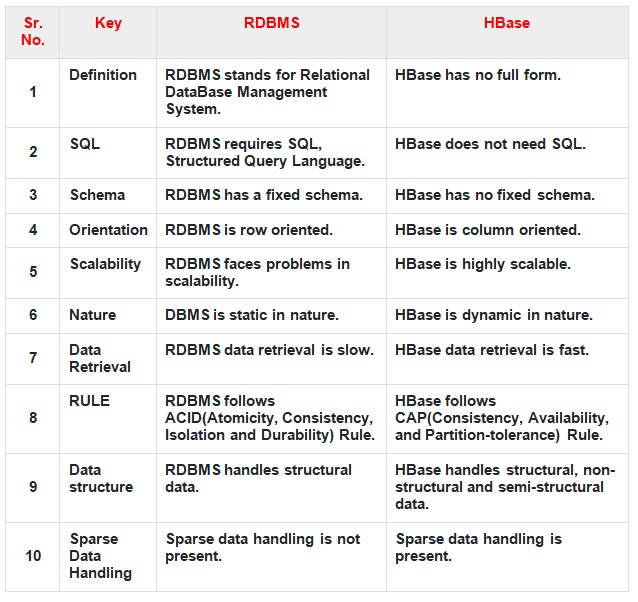 Sr. No. Key RDBMS HBase
1 Definition RDBMS stands for Relational DataBase Management System. HBase has no full form.
2 SQL RDBMS requires SQL, Structured Query Language. HBase does not need SQL.
3 Schema RDBMS has a fixed schema. HBase has no fixed schema.
4 Orientation RDBMS is row oriented. HBase is column oriented.
5 Scalability RDBMS faces problems in scalability. HBase is highly scalable.
6 Nature DBMS is static in nature. HBase is dynamic in nature.
7 Data Retrieval RDBMS data retrieval is slow. HBase data retrieval is fast.
8 RULE RDBMS follows ACID(Atomicity, Consistency, Isolation and Durability) Rule. HBase follows CAP(Consistency, Availability, and Partition-tolerance) Rule.
9 Data structure RDBMS handles structural data. HBase handles structural, non-structural and semi-structural data.
10 Sparse Data Handling Sparse data handling is not present. Sparse data handling is present.